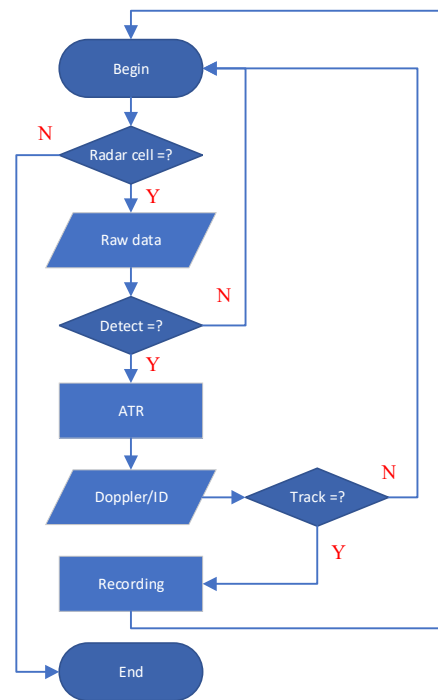 Begin
N
Radar cell =?
Y
Raw data
N
Detect =?
Y
ATR
N
Doppler/ID
Track =?
Y
Recording
End